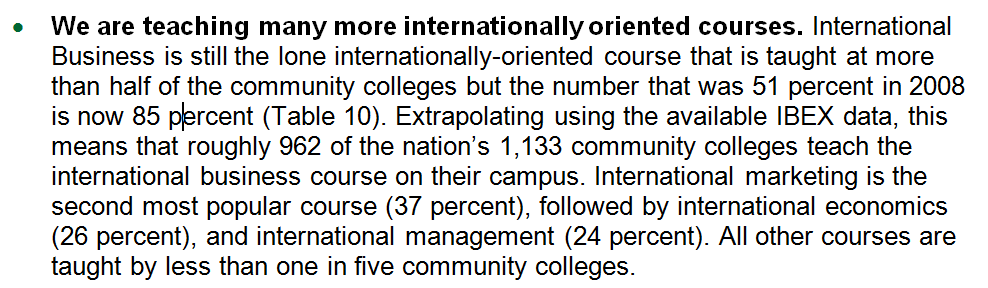 • We are teaching many more internationally oriented courses. International
Business is still the lone internationally-oriented course that is taught at more
than half of the community colleges but the number that was 51 percent in 2008
is now 85 percent (Table 10). Extrapolating using the available IBEX data, this
means that roughly 962 of the nation's 1,133 community colleges teach the
international business course on their campus. International marketing is the
second most popular course (37 percent), followed by international economics
(26 percent), and international management (24 percent). All other courses are
taught by less than one in five community colleges.